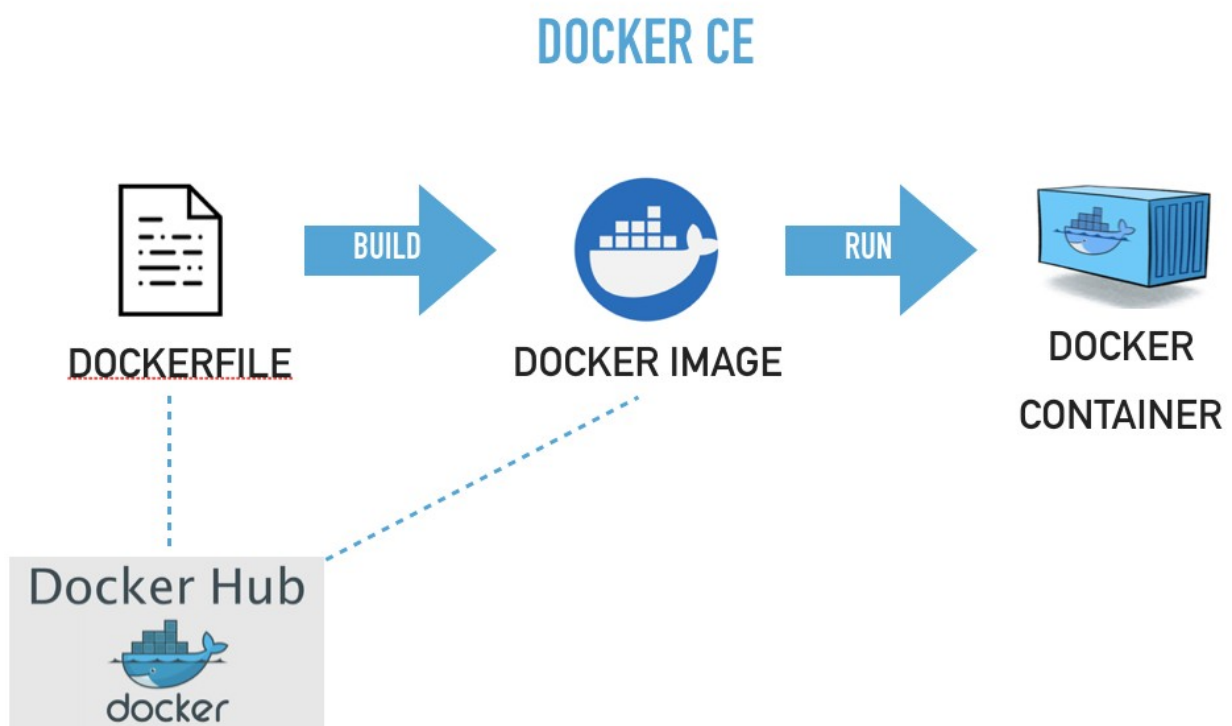 DOCKER CE
BUILD
RUN
DOCKERFILE
DOCKER IMAGE
DOCKER
CONTAINER
Docker Hub
docker